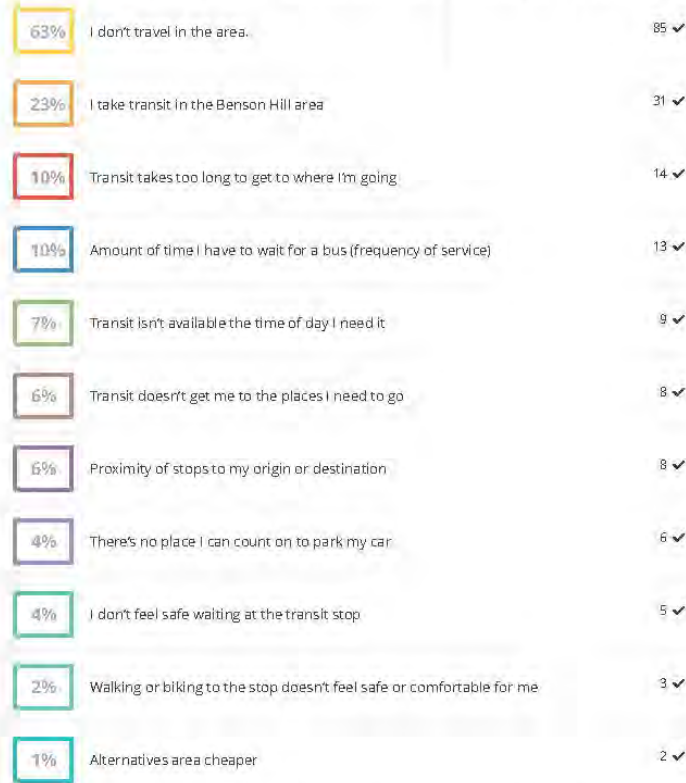 63% I don't travel in the area. 85 ✔
23% I take transit in the Benson Hill area 31 ✔
10% Transit takes too long to get to where I'm going 14 ✔
10% Amount of time I have to wait for a bus (frequency of service) 13 ✔
7% Transit isn't available the time of day I need it 9 ✔
6% Transit doesn't get me to the places I need to go 8 ✔
6% Proximity of stops to my origin or destination 8 ✔
4% There's no place I can count on to park my car 6 ✔
4% I don't feel safe waiting at the transit stop 5 ✔
2% Walking or biking to the stop doesn't feel safe or comfortable for me 3 ✔
1% Alternatives area cheaper 2 ✔